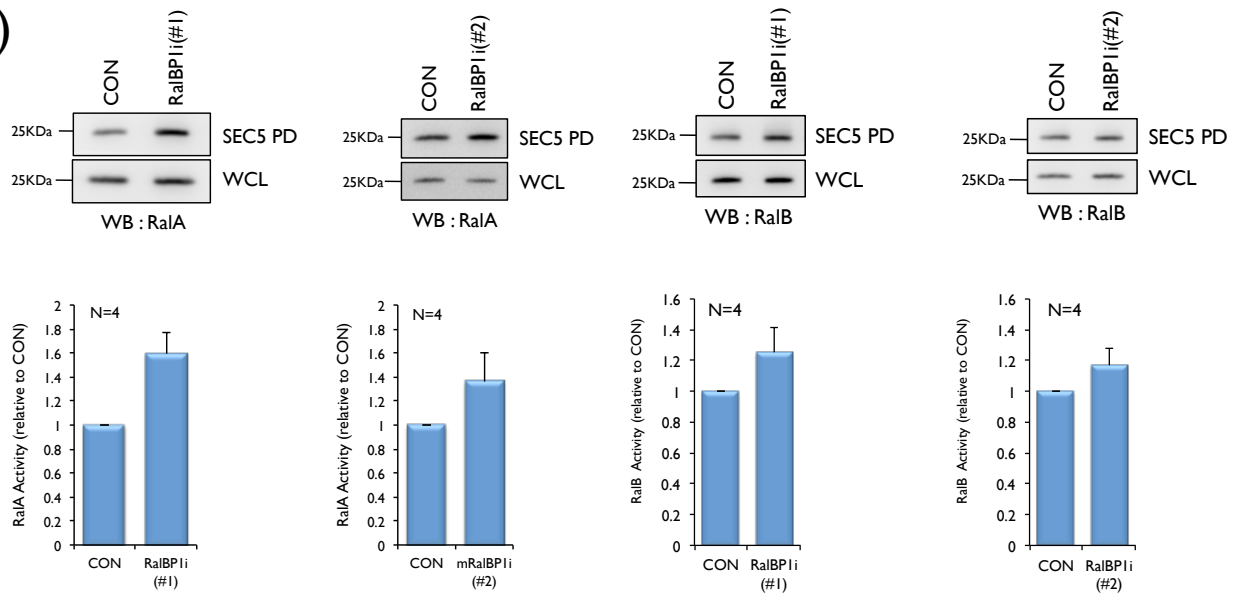 )
CON
RalBP1i(#1)
25KDa
SEC5 PD
25KDa
WCL
WB : RalA
CON
RalBP1i(#2)
25KDa
SEC5 PD
25KDa
WCL
WB : RalA
CON
RalBP1i(#1)
25KDa
SEC5 PD
25KDa
WCL
WB : RalB
CON
RalBP1i(#2)
25KDa
SEC5 PD
25KDa
WCL
WB : RalB
RalA Activity (relative to CON)
N=4
2
1.8
1.6
1.4
1.2
1
0.8
0.6
0.4
0.2
0
CON
RalBP1i
(#1)
RalA Activity (relative to CON)
N=4
2
1.8
1.6
1.4
1.2
1
0.8
0.6
0.4
0.2
0
CON
mRalBP1i
(#2)
RalB Activity (relative to CON)
N=4
1.6
1.4
1.2
1
0.8
0.6
0.4
0.2
0
CON
RalBP1i
(#1)
RalB Activity (relative to CON)
N=4
1.6
1.4
1.2
1
0.8
0.6
0.4
0.2
0
CON
RalBP1i
(#2)